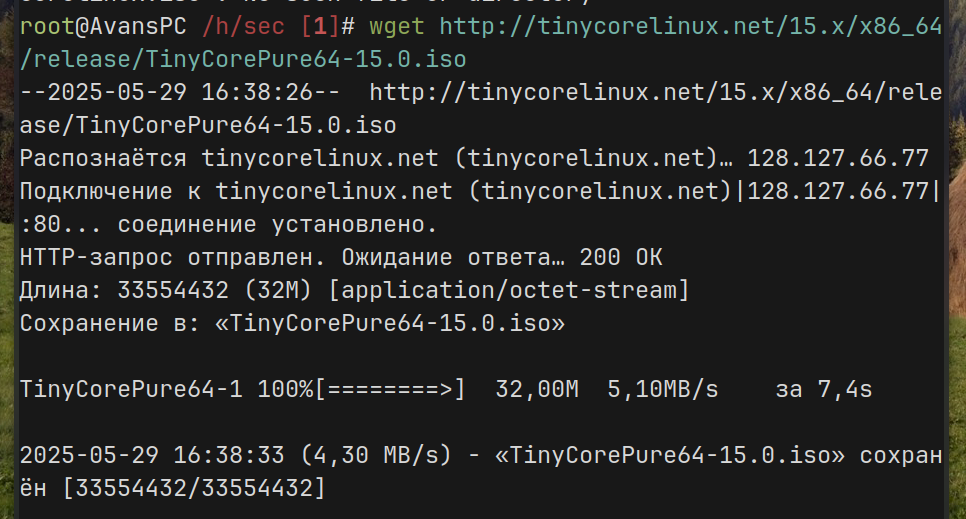 root@AvansPC /h/sec [1]# wget http://tinycorelinux.net/15.x/x86_64
/release/TinyCorePure64-15.0.iso
--2025-05-29 16:38:26--  http://tinycorelinux.net/15.x/x86_64/rele
ase/TinyCorePure64-15.0.iso
Распознаётся tinycorelinux.net (tinycorelinux.net)… 128.127.66.77
Подключение к tinycorelinux.net (tinycorelinux.net)|128.127.66.77|
:80... соединение установлено.
HTTP-запрос отправлен. Ожидание ответа… 200 OK
Длина: 33554432 (32M) [application/octet-stream]
Сохранение в: «TinyCorePure64-15.0.iso»
TinyCorePure64-1 100%[========>]  32,00M  5,10MB/s    за 7,4s
2025-05-29 16:38:33 (4,30 MB/s) - «TinyCorePure64-15.0.iso» сохран
ён [33554432/33554432]